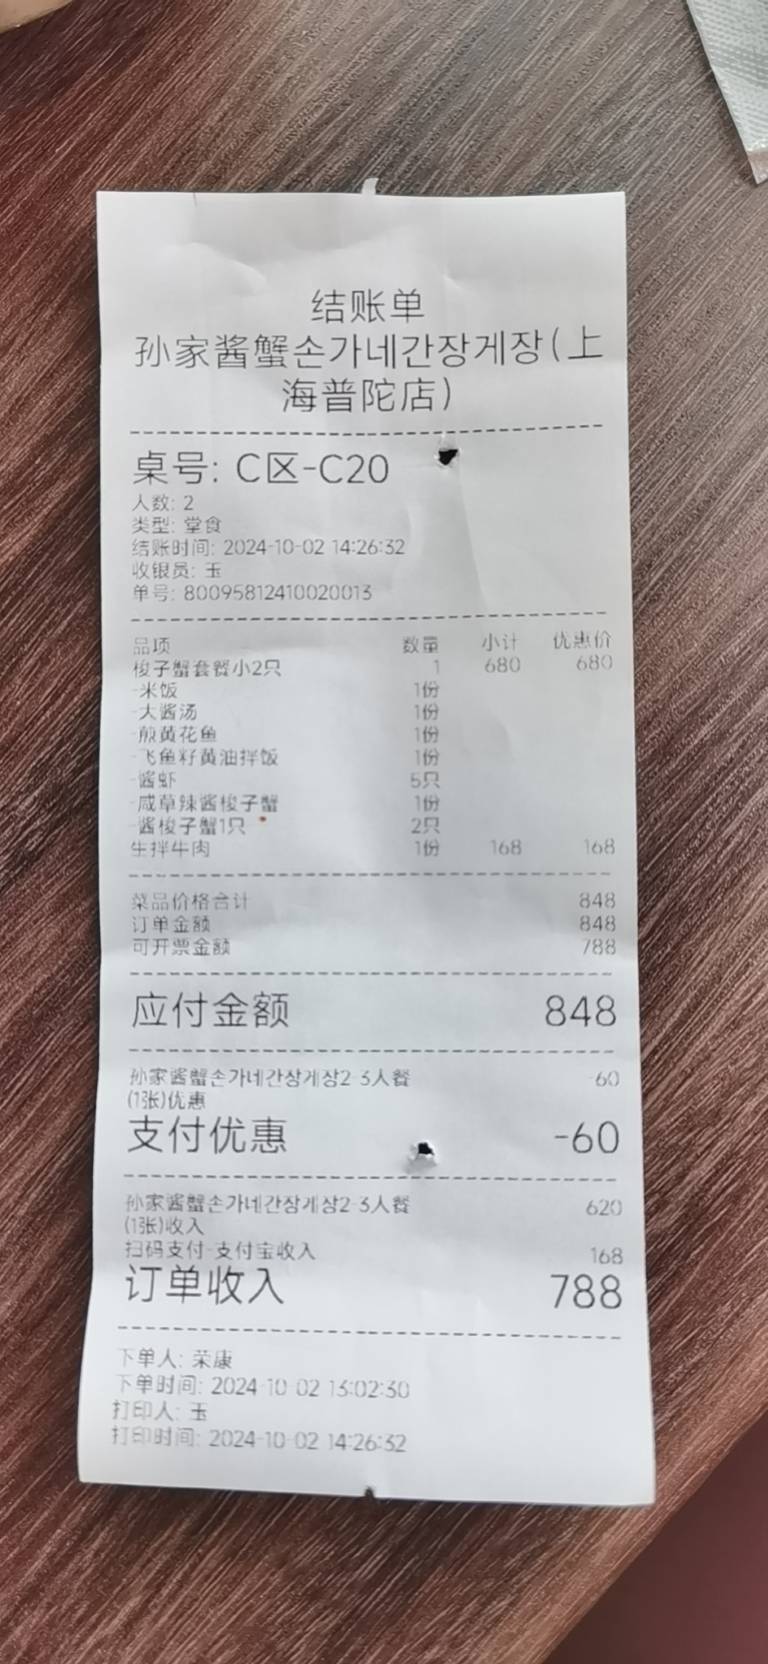 结账单
孙家酱蟹손가네간장게장(上
海普陀店)
桌号: C区-C20
人数: 2
类型: 堂食
结账时间: 2024-10-02 14:26:32
收银员: 玉
单号: 80095812410020013
品项 数量 小计 优惠价
梭子蟹套餐小2只 1 680 680
-米饭 1份
-大酱汤 1份
-煎黄花鱼 1份
-飞鱼籽黄油拌饭 1份
-酱虾 5只
-咸草辣酱梭子蟹 1份
-酱梭子蟹1只 2只
生拌牛肉 1份 168 168
菜品价格合计 848
订单金额 848
可开票金额 788
应付金额 848
孙家酱蟹손가네간장게장2-3人餐 -60
(1张)优惠
支付优惠 -60
孙家酱蟹손가네간장게장2-3人餐 620
(1张)收入
扫码支付-支付宝收入 168
订单收入 788
下单人: 荣康
下单时间: 2024-10-02 13:02:30
打印人: 玉
打印时间: 2024-10-02 14:26:32